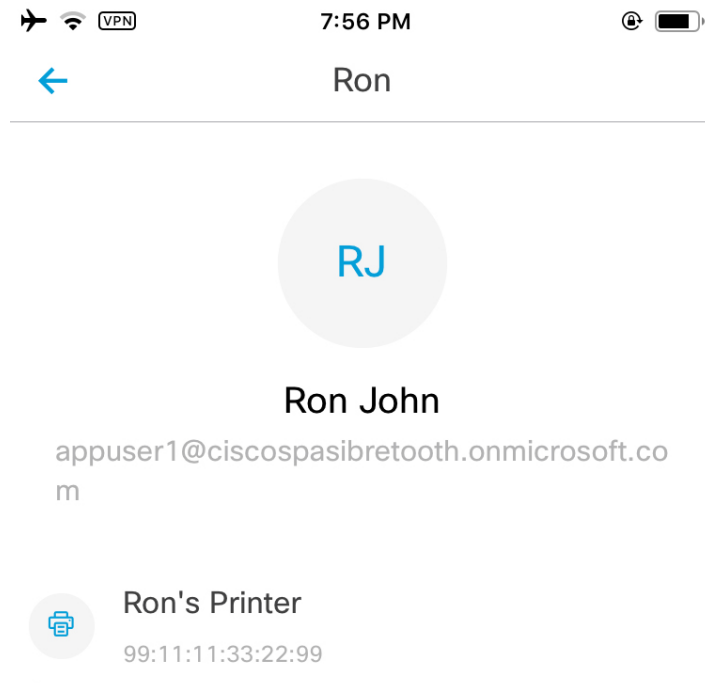 VPN 7:56 PM
Ron
RJ
Ron John
appuser1@ciscospasibretooth.onmicrosoft.co
m
Ron's Printer
99:11:11:33:22:99